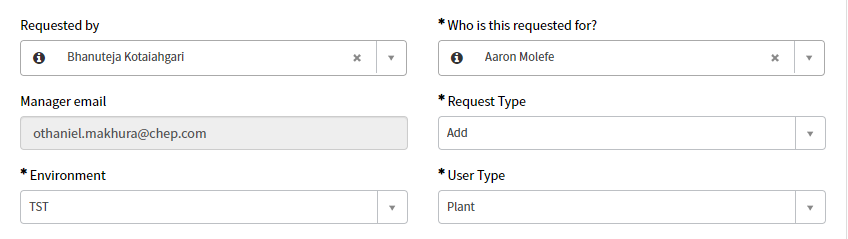 Requested by
* Who is this requested for?
Bhanuteja Kotaiahgari
Aaron Molefe
Manager email
* Request Type
othaniel.makhura@chep.com
Add
* Environment
* User Type
TST
Plant